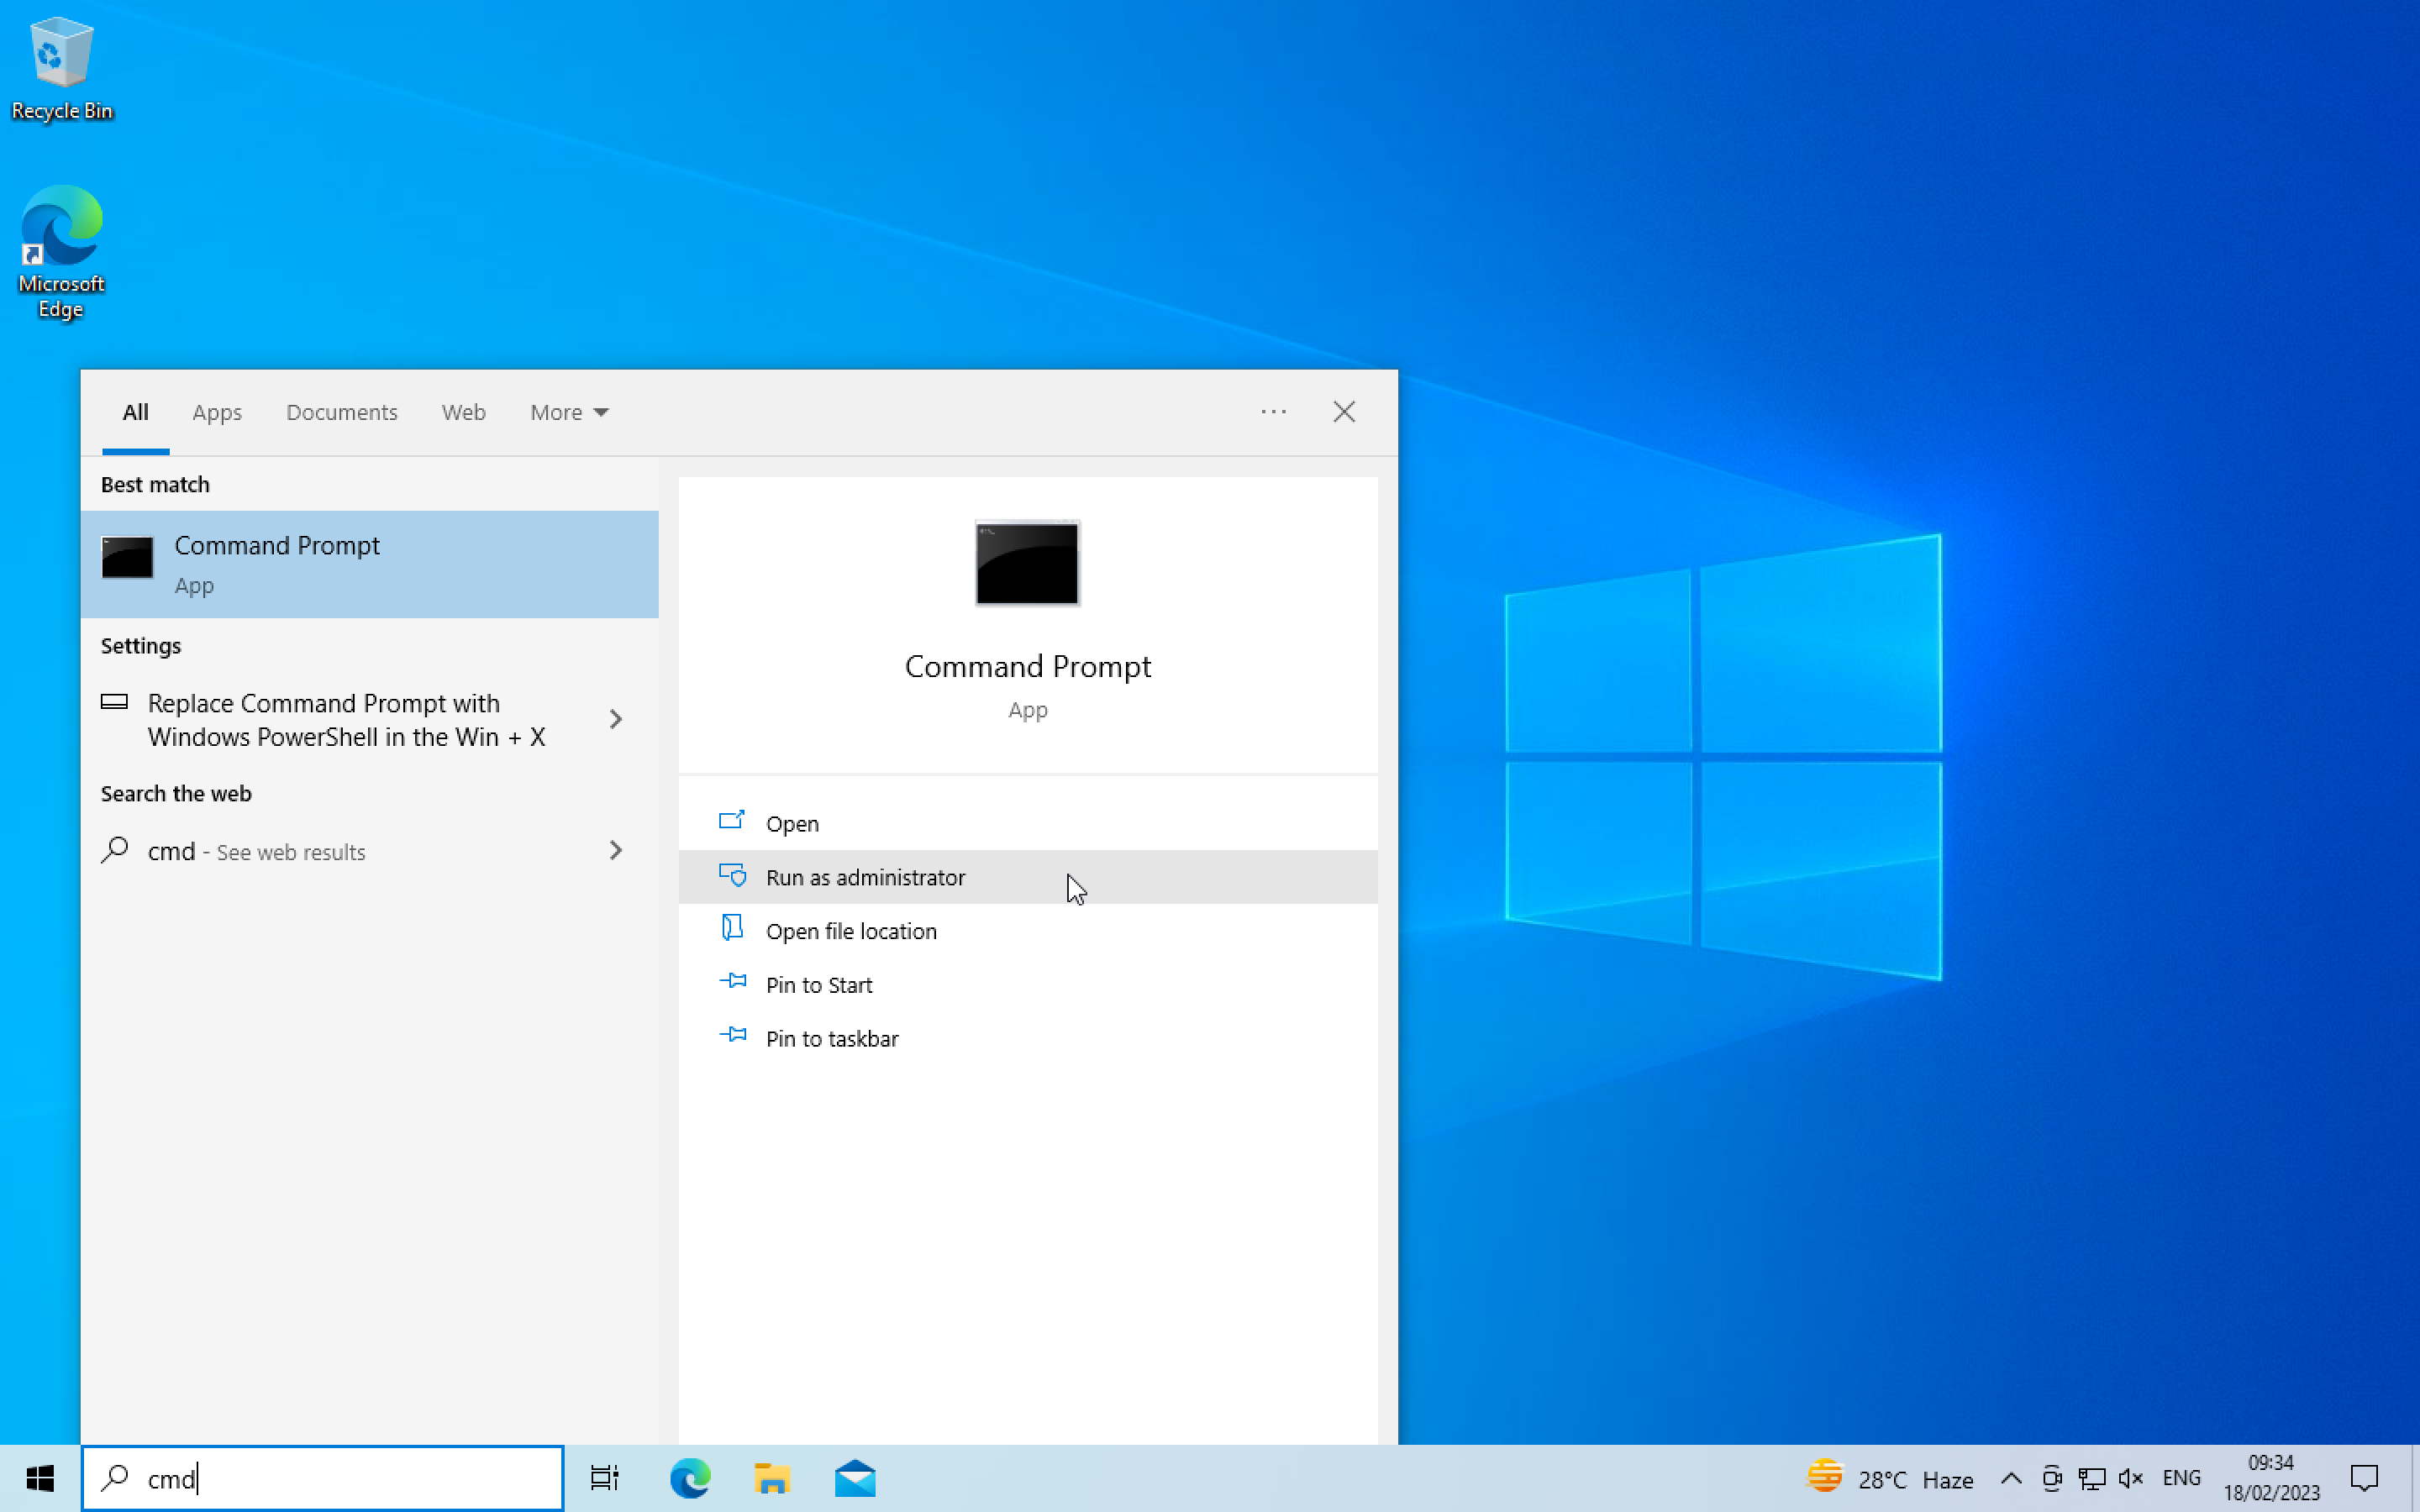 Recycle Bin
Microsoft
Edge
All Apps Documents Web More
Best match
Command Prompt
App
Settings
Replace Command Prompt with
Windows PowerShell in the Win + X
Search the web
cmd - See web results
Command Prompt
App
Open
Run as administrator
Open file location
Pin to Start
Pin to taskbar
cmd
28°C Haze
ENG
09:34
18/02/2023